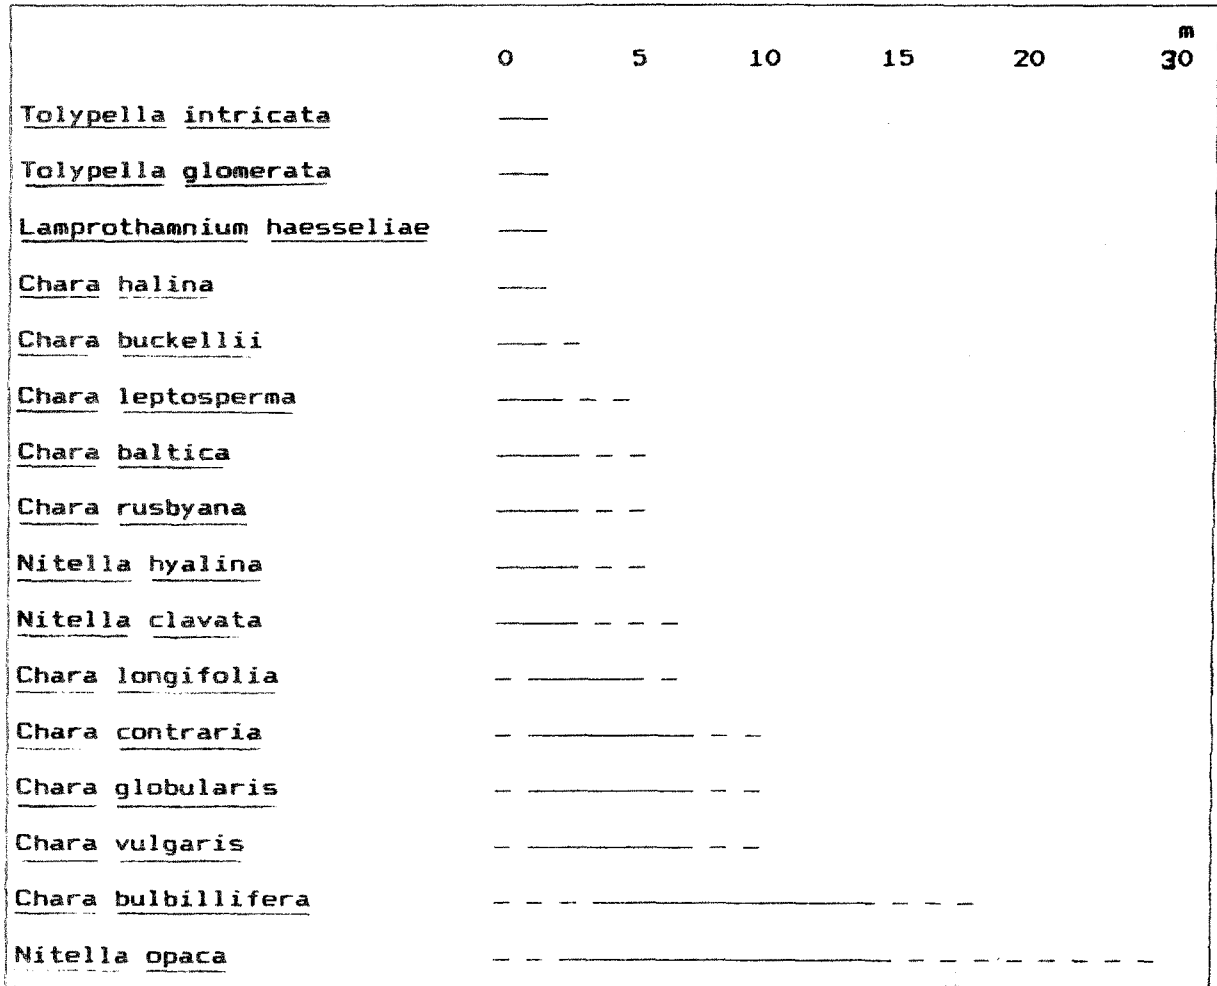 m
0 5 10 15 20 30
Tolypella intricata
Tolypella glomerata
Lamprothamnium haesseliae
Chara halina
Chara buckellii
Chara leptosperma
Chara baltica
Chara rusbyana
Nitella hyalina
Nitella clavata
Chara longifolia
Chara contraria
Chara globularis
Chara vulgaris
Chara bulbillifera
Nitella opaca